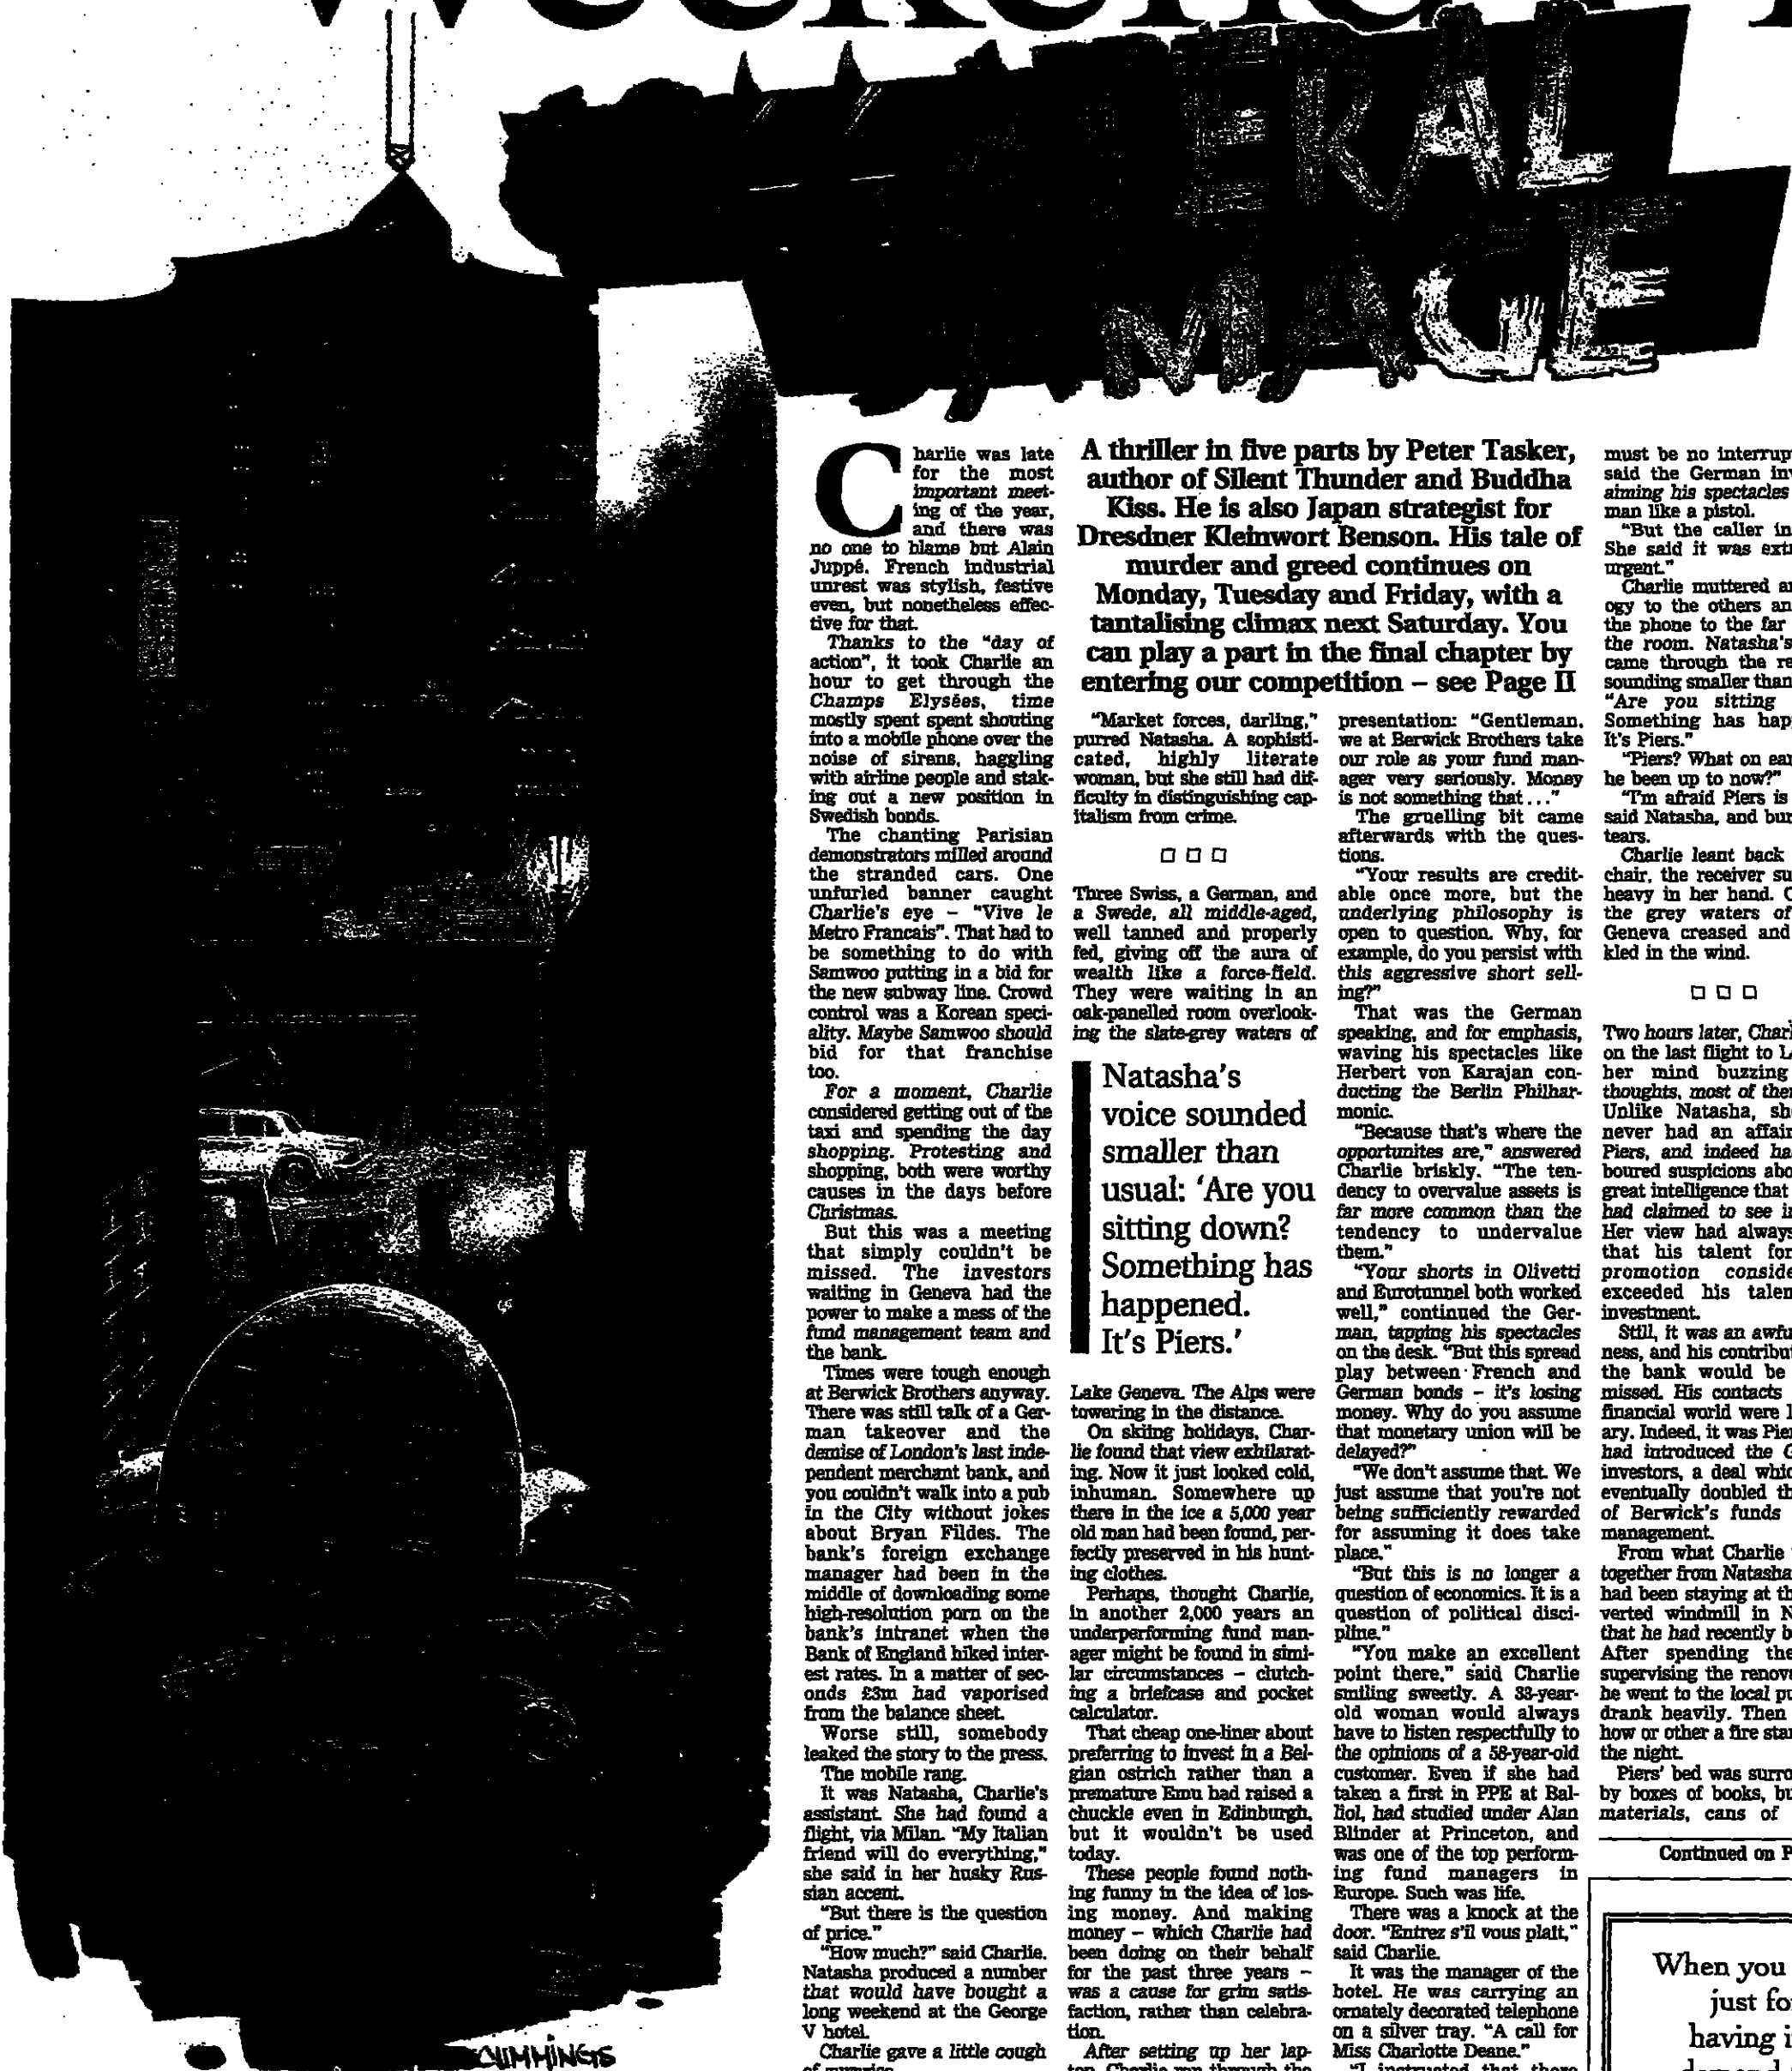 ERAL
MAGE
Charlie was late
for the most
important meet-
ing of the year,
and there was
no one to blame but Alain
Juppé. French industrial
unrest was stylish, festive
even, but nonetheless effec-
tive for that.
Thanks to the "day of
action", it took Charlie an
hour to get through the
Champs Elysées, time
mostly spent spent shouting
into a mobile phone over the
noise of sirens, haggling
with airline people and stak-
ing out a new position in
Swedish bonds.
The chanting Parisian
demonstrators milled around
the stranded cars. One
unfurled banner caught
Charlie's eye – "Vive le
Metro Francais". That had to
be something to do with
Samwoo putting in a bid for
the new subway line. Crowd
control was a Korean speci-
ality. Maybe Samwoo should
bid for that franchise
too.
For a moment, Charlie
considered getting out of the
taxi and spending the day
shopping. Protesting and
shopping, both were worthy
causes in the days before
Christmas.
But this was a meeting
that simply couldn't be
missed. The investors
waiting in Geneva had the
power to make a mess of the
fund management team and
the bank.
Times were tough enough
at Berwick Brothers anyway.
There was still talk of a Ger-
man takeover and the
demise of London's last inde-
pendent merchant bank, and
you couldn't walk into a pub
in the City without jokes
about Bryan Fildes. The
bank's foreign exchange
manager had been in the
middle of downloading some
high-resolution porn on the
bank's intranet when the
Bank of England hiked inter-
est rates. In a matter of sec-
onds £3m had vaporised
from the balance sheet.
Worse still, somebody
leaked the story to the press.
The mobile rang.
It was Natasha, Charlie's
assistant. She had found a
flight, via Milan. "My Italian
friend will do everything,"
she said in her husky Rus-
sian accent.
"But there is the question
of price."
"How much?" said Charlie.
Natasha produced a number
that would have bought a
long weekend at the George
V hotel.
Charlie gave a little cough
of surprise.
A thriller in five parts by Peter Tasker,
author of Silent Thunder and Buddha
Kiss. He is also Japan strategist for
Dresdner Kleinwort Benson. His tale of
murder and greed continues on
Monday, Tuesday and Friday, with a
tantalising climax next Saturday. You
can play a part in the final chapter by
entering our competition – see Page II
"Market forces, darling,"
purred Natasha. A sophisti-
cated, highly literate
woman, but she still had dif-
ficulty in distinguishing cap-
italism from crime.
Three Swiss, a German, and
a Swede, all middle-aged,
well tanned and properly
fed, giving off the aura of
wealth like a force-field.
They were waiting in an
oak-panelled room overlook-
ing the slate-grey waters of
Natasha's
voice sounded
smaller than
usual: 'Are you
sitting down?
Something has
happened.
It's Piers.'
Lake Geneva. The Alps were
towering in the distance.
On skiing holidays, Char-
lie found that view exhilarat-
ing. Now it just looked cold,
inhuman. Somewhere up
there in the ice a 5,000 year
old man had been found, per-
fectly preserved in his hunt-
ing clothes.
Perhaps, thought Charlie,
in another 2,000 years an
underperforming fund man-
ager might be found in simi-
lar circumstances – clutch-
ing a briefcase and pocket
calculator.
That cheap one-liner about
preferring to invest in a Bel-
gian ostrich rather than a
premature Emu had raised a
chuckle even in Edinburgh,
but it wouldn't be used
today.
These people found noth-
ing funny in the idea of los-
ing money. And making
money – which Charlie had
been doing on their behalf
for the past three years –
was a cause for grim satis-
faction, rather than celebra-
tion.
After setting up her lap-
top, Charlie ran through the
presentation: "Gentleman,
we at Berwick Brothers take
our role as your fund man-
ager very seriously. Money
is not something that..."
The gruelling bit came
afterwards with the ques-
tions.
"Your results are credit-
able once more, but the
underlying philosophy is
open to question. Why, for
example, do you persist with
this aggressive short sell-
ing?"
That was the German
speaking, and for emphasis,
waving his spectacles like
Herbert von Karajan con-
ducting the Berlin Philhar-
monic.
"Because that's where the
opportunites are," answered
Charlie briskly. "The ten-
dency to overvalue assets is
far more common than the
tendency to undervalue
them."
"Your shorts in Olivetti
and Eurotunnel both worked
well," continued the Ger-
man, tapping his spectacles
on the desk. "But this spread
play between French and
German bonds – it's losing
money. Why do you assume
that monetary union will be
delayed?"
"We don't assume that. We
just assume that you're not
being sufficiently rewarded
for assuming it does take
place."
"But this is no longer a
question of economics. It is a
question of political disci-
pline."
"You make an excellent
point there," said Charlie
smiling sweetly. A 33-year-
old woman would always
have to listen respectfully to
the opinions of a 58-year-old
customer. Even if she had
taken a first in PPE at Bal-
liol, had studied under Alan
Blinder at Princeton, and
was one of the top perform-
ing fund managers in
Europe. Such was life.
There was a knock at the
door. "Entrez s'il vous plait,"
said Charlie.
It was the manager of the
hotel. He was carrying an
ornately decorated telephone
on a silver tray. "A call for
Miss Charlotte Deane."
"I instructed that there
must be no interrup
said the German inv
aiming his spectacles
man like a pistol.
"But the caller in
She said it was extr
urgent."
Charlie muttered an
ogy to the others an
the phone to the far
the room. Natasha's
came through the re
sounding smaller than
"Are you sitting
Something has hap
It's Piers."
"Piers? What on ear
he been up to now?"
"I'm afraid Piers is
said Natasha, and bur
tears.
Charlie leant back
chair, the receiver su
heavy in her hand. O
the grey waters of
Geneva creased and
kled in the wind.
Two hours later, Charl
on the last flight to L
her mind buzzing
thoughts, most of them
Unlike Natasha, sh
never had an affair
Piers, and indeed ha
boured suspicions abo
great intelligence that
had claimed to see i
Her view had always
that his talent for
promotion conside
exceeded his talen
investment.
Still, it was an awfu
ness, and his contribut
the bank would be
missed. His contacts
financial world were l
ary. Indeed, it was Pier
had introduced the G
investors, a deal whic
eventually doubled th
of Berwick's funds
management.
From what Charlie
together from Natasha
had been staying at th
verted windmill in N
that he had recently b
After spending the
supervising the renov
he went to the local pu
drank heavily. Then
how or other a fire star
the night.
Piers' bed was surro
by boxes of books, bu
materials, cans of
Continued on P
When you
just fo
having i
CUMMINGS